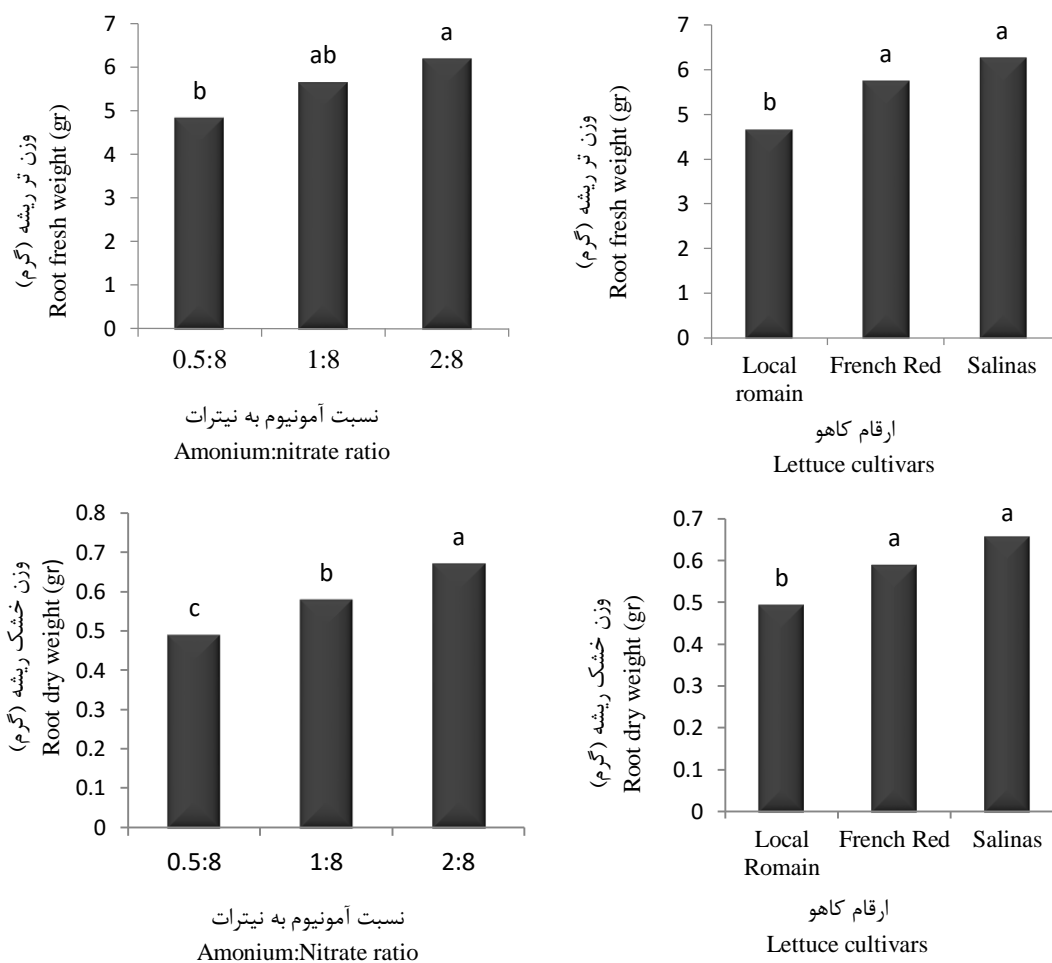 وزن تر ریشه (گرم)
Root fresh weight (gr)
7
6
5
4
3
2
1
0
b
ab
a
0.5:8
1:8
2:8
نسبت آمونیوم به نیترات
Amonium:nitrate ratio
وزن تر ریشه (گرم)
Root fresh weight (gr)
7
6
5
4
3
2
1
0
b
a
a
Local
romain
French Red
Salinas
ارقام کاهو
Lettuce cultivars
وزن خشک ریشه (گرم)
Root dry weight (gr)
0.8
0.7
0.6
0.5
0.4
0.3
0.2
0.1
0
c
b
a
0.5:8
1:8
2:8
نسبت آمونیوم به نیترات
Amonium:Nitrate ratio
وزن خشک ریشه (گرم)
Root dry weight (gr)
0.7
0.6
0.5
0.4
0.3
0.2
0.1
0
b
a
a
Local
Romain
French Red
Salinas
ارقام کاهو
Lettuce cultivars